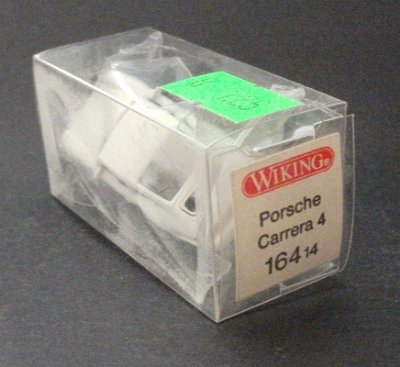 WIKING®
Porsche
Carrera 4
164 14